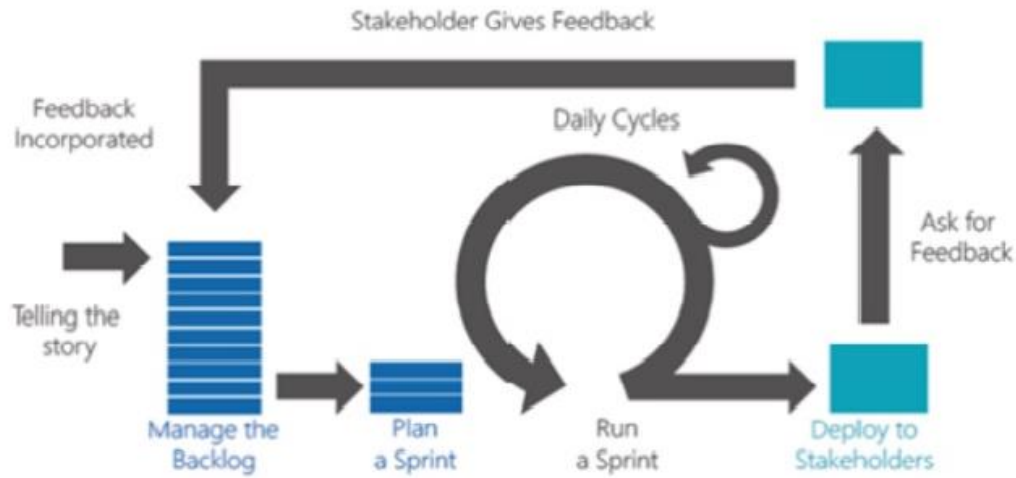 Stakeholder Gives Feedback
Feedback
Incorporated
Daily Cycles
Ask for
Feedback
Telling the
story
Manage the
Backlog
Plan
a Sprint
Run
a Sprint
Deploy to
Stakeholders